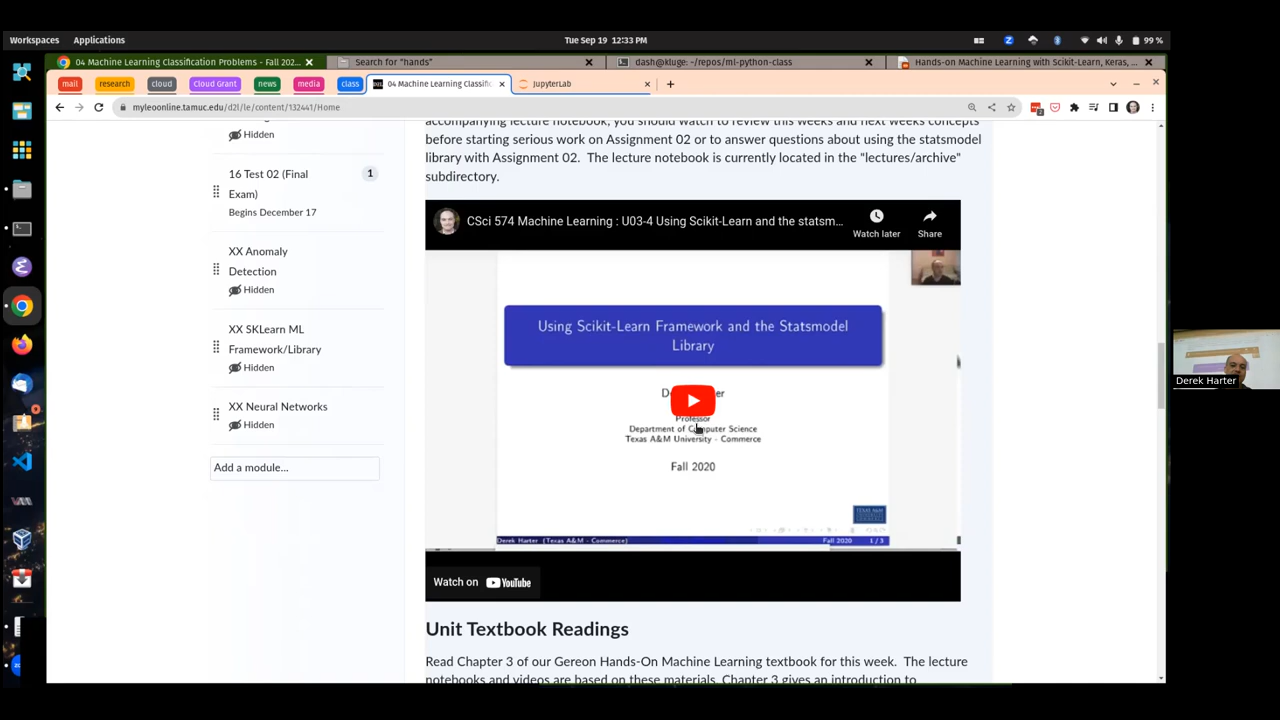 Workspaces Applications Tue Sep 19 12:33 PM 99 %
04 Machine Learning Classification Problems - Fall 202... Search for "hands" dash@kluge: ~/repos/ml-python-class Hands-on Machine Learning with Scikit-Learn, Keras, ...
mail research cloud Cloud Grant news media class 04 Machine Learning Classific JupyterLab
myleoonline.tamuc.edu/d2l/le/content/132441/Home
Hidden
16 Test 02 (Final
Exam)
1
Begins December 17
XX Anomaly
Detection
Hidden
XX SKLearn ML
Framework/Library
Hidden
XX Neural Networks
Hidden
Add a module...
accompanying lecture notebook, you should watch to review this weeks and next weeks concepts
before starting serious work on Assignment 02 or to answer questions about using the statsmodel
library with Assignment 02. The lecture notebook is currently located in the "lectures/archive"
subdirectory.
CSci 574 Machine Learning : U03-4 Using Scikit-Learn and the statsm...
Watch later
Share
Using Scikit-Learn Framework and the Statsmodel
Library
Professor
Department of Computer Science
Texas A&M University - Commerce
Fall 2020
Derek Harter (Texas A&M - Commerce) Fall 2020 1 / 3
Watch on YouTube
Unit Textbook Readings
Read Chapter 3 of our Gereon Hands-On Machine Learning textbook for this week. The lecture
notebooks and videos are based on these materials. Chapter 3 gives an introduction to
Derek Harter